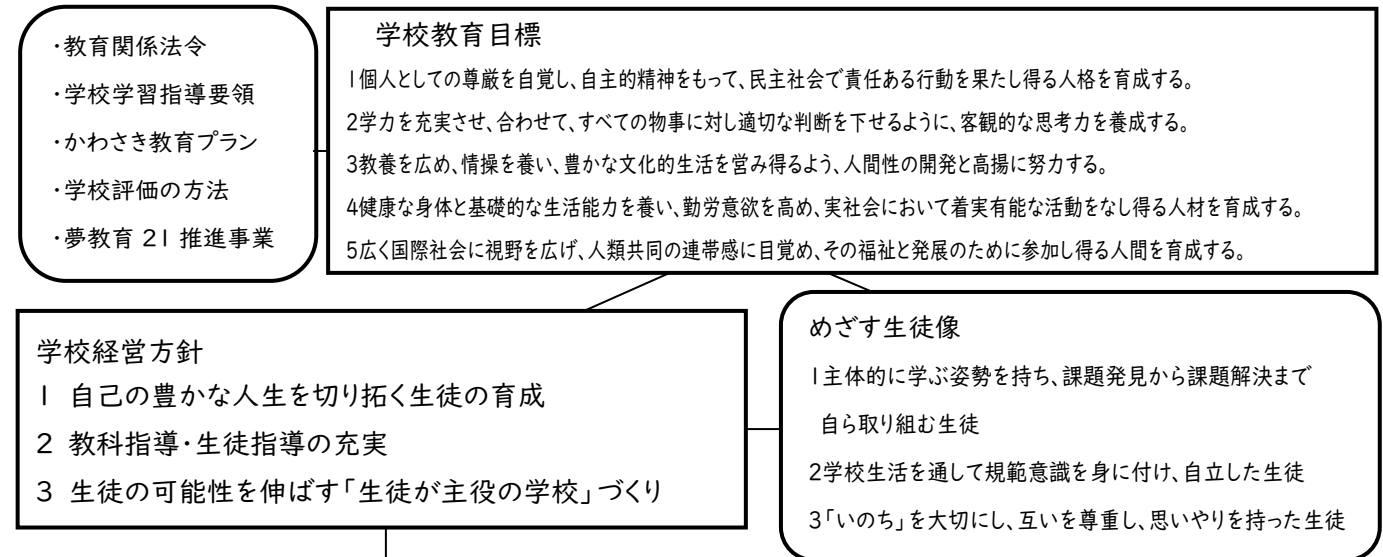 ・教育関係法令
・学校学習指導要領
・かわさき教育プラン
・学校評価の方法
・夢教育 21 推進事業
学校教育目標
1個人としての尊厳を自覚し、自主的精神をもって、民主社会で責任ある行動を果たし得る人格を育成する。
2学力を充実させ、合わせて、すべての物事に対し適切な判断を下せるように、客観的な思考力を養成する。
3教養を広め、情操を養い、豊かな文化的生活を営み得るよう、人間性の開発と高揚に努力する。
4健康な身体と基礎的な生活能力を養い、勤労意欲を高め、実社会において着実有能な活動をなし得る人材を育成する。
5広く国際社会に視野を広げ、人類共同の連帯感に目覚め、その福祉と発展のために参加し得る人間を育成する。
学校経営方針
1 自己の豊かな人生を切り拓く生徒の育成
2 教科指導・生徒指導の充実
3 生徒の可能性を伸ばす「生徒が主役の学校」づくり
めざす生徒像
1主体的に学ぶ姿勢を持ち、課題発見から課題解決まで
自ら取り組む生徒
2学校生活を通して規範意識を身に付け、自立した生徒
3「いのち」を大切にし、互いを尊重し、思いやりを持った生徒